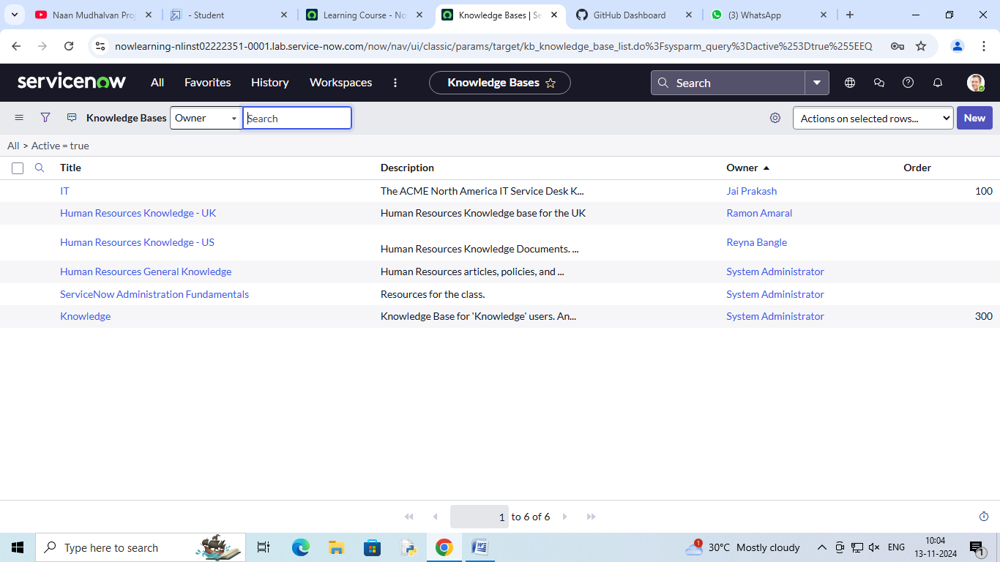 Naan Mudhalvan Proj
- Student
Learning Course - No
Knowledge Bases | Se
GitHub Dashboard
(3) WhatsApp
nowlearning-nlinst02222351-0001.lab.service-now.com/now/nav/ui/classic/params/target/kb_knowledge_base_list.do%3Fsysparm_query%3Dactive%253Dtrue%255EEQ
servicenow All Favorites History Workspaces Knowledge Bases Search
Knowledge Bases Owner Search Actions on selected rows... New
All > Active = true
Title Description Owner Order
IT The ACME North America IT Service Desk K... Jai Prakash 100
Human Resources Knowledge - UK Human Resources Knowledge base for the UK Ramon Amaral
Human Resources Knowledge - US Human Resources Knowledge Documents. ... Reyna Bangle
Human Resources General Knowledge Human Resources articles, policies, and ... System Administrator
ServiceNow Administration Fundamentals Resources for the class. System Administrator
Knowledge Knowledge Base for 'Knowledge' users. An... System Administrator 300
1 to 6 of 6
Type here to search 1 30°C Mostly cloudy ENG 10:04
13-11-2024 1